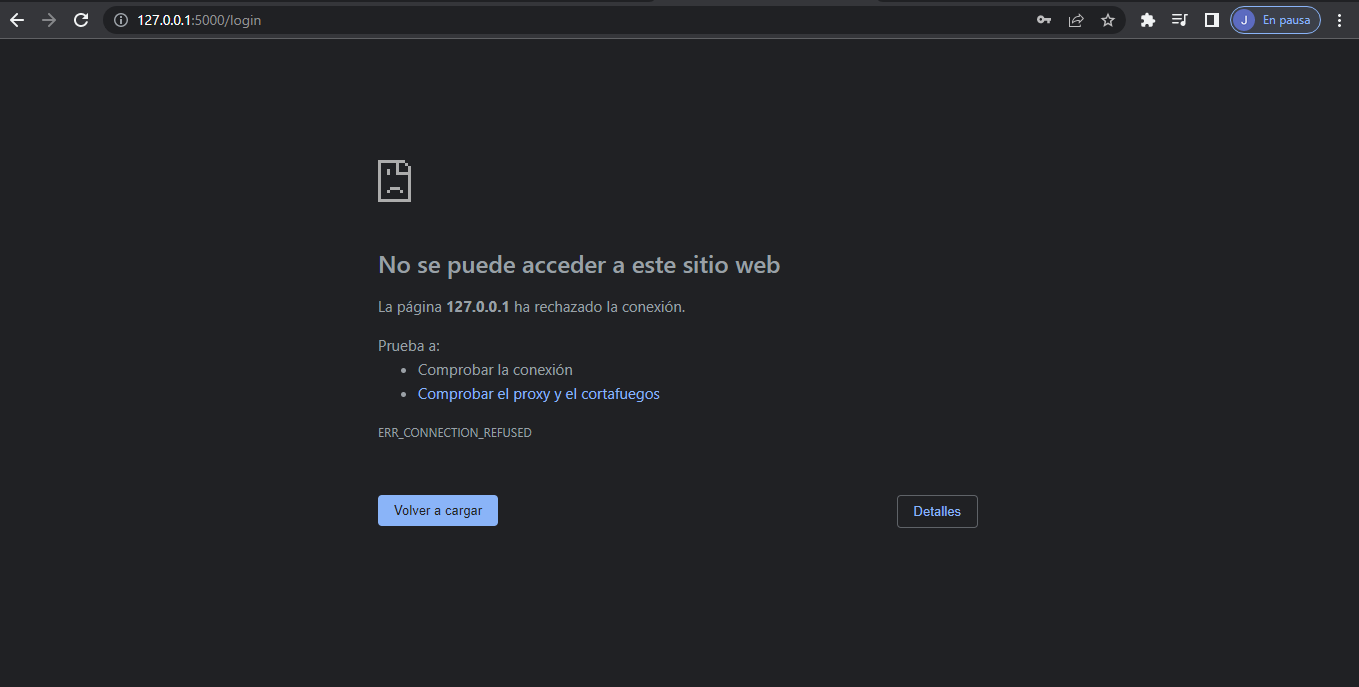 127.0.0.1:5000/login
J En pausa
No se puede acceder a este sitio web
La página 127.0.0.1 ha rechazado la conexión.
Prueba a:
• Comprobar la conexión
• Comprobar el proxy y el cortafuegos
ERR_CONNECTION_REFUSED
Volver a cargar
Detalles